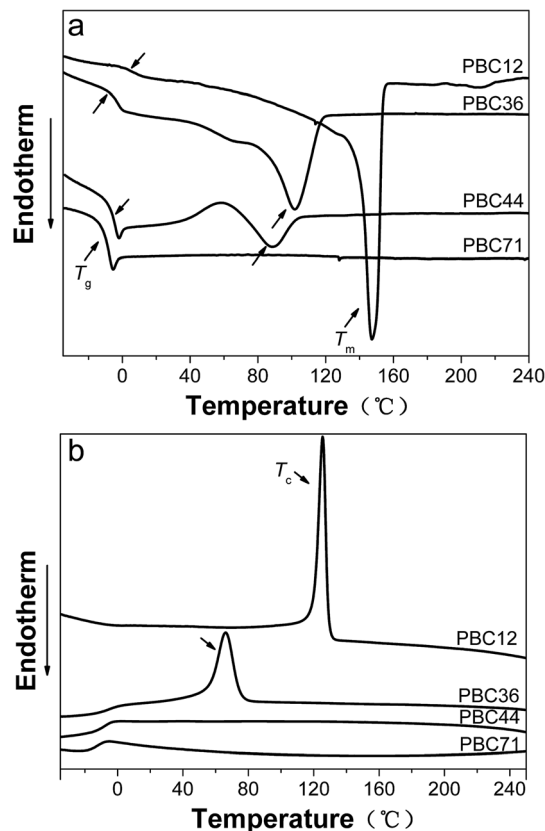 a
PBC12
PBC36
PBC44
PBC71
Tg
Tm
Endotherm
0 40 80 120 160 200 240
Temperature（℃）
b
Tc
PBC12
PBC36
PBC44
PBC71
Endotherm
0 40 80 120 160 200 240
Temperature（℃）